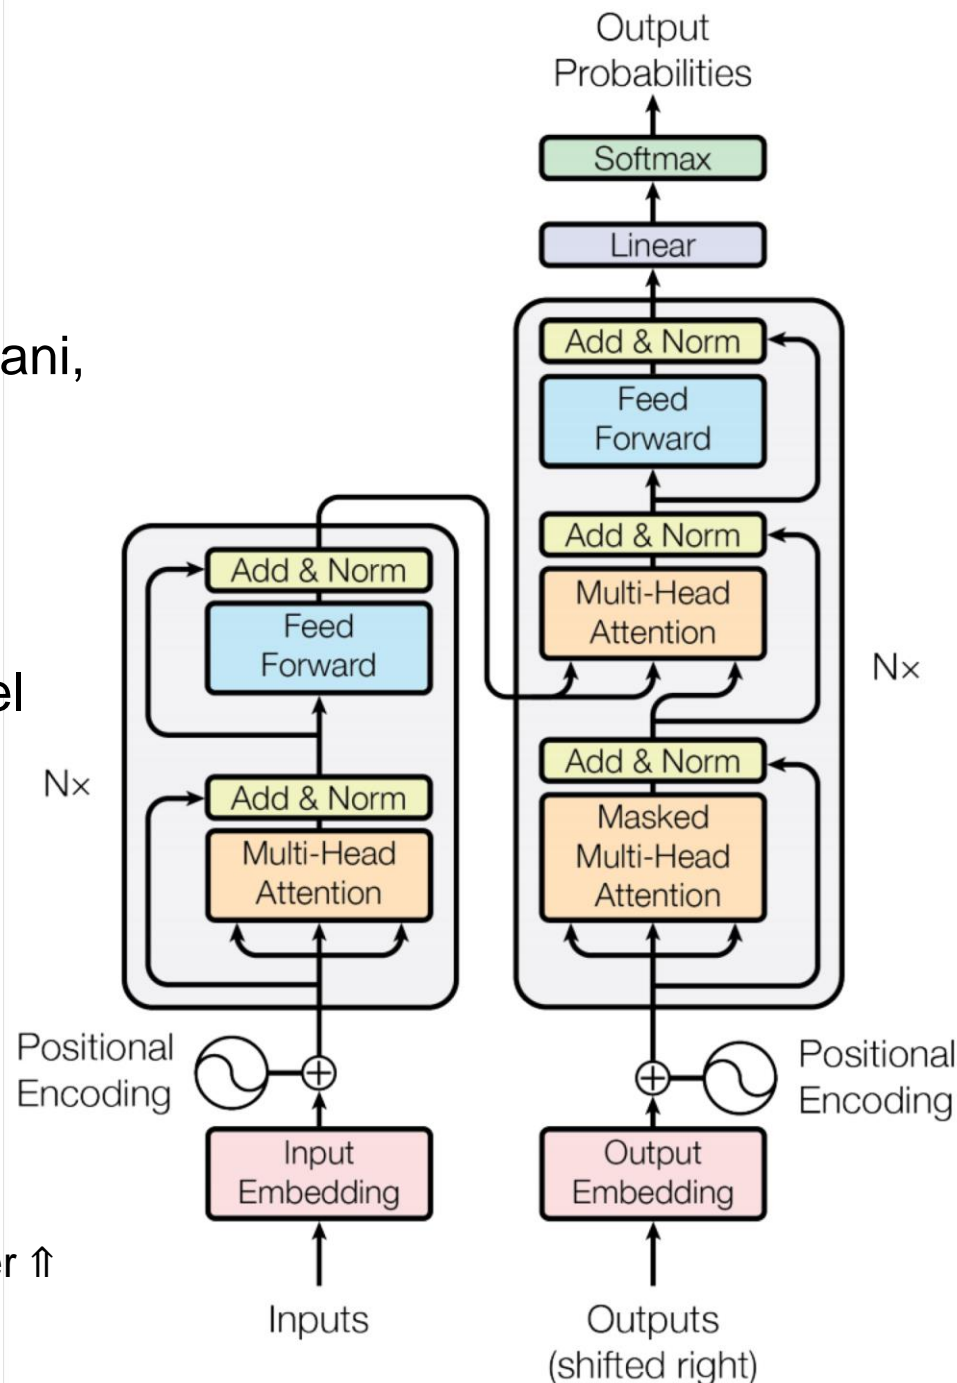 Output
Probabilities
Softmax
Linear
Add & Norm
Feed
Forward
Add & Norm
Multi-Head
Attention
Nx
Add & Norm
Masked
Multi-Head
Attention
Positional
Encoding
Output
Embedding
Outputs
(shifted right)
Add & Norm
Feed
Forward
Nx
Add & Norm
Multi-Head
Attention
Positional
Encoding
Input
Embedding
Inputs
ani,
el
er ⇑